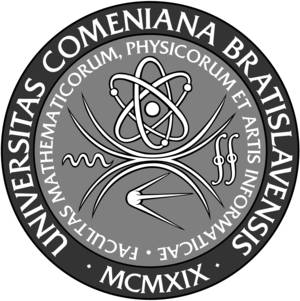 UNIVERSITAS COMENIANA BRATISLAVENSIS
· MCMXIX ·
FACULTAS MATHEMATICORUM, PHYSICORUM ET ARTIS INFORMATICAE ·